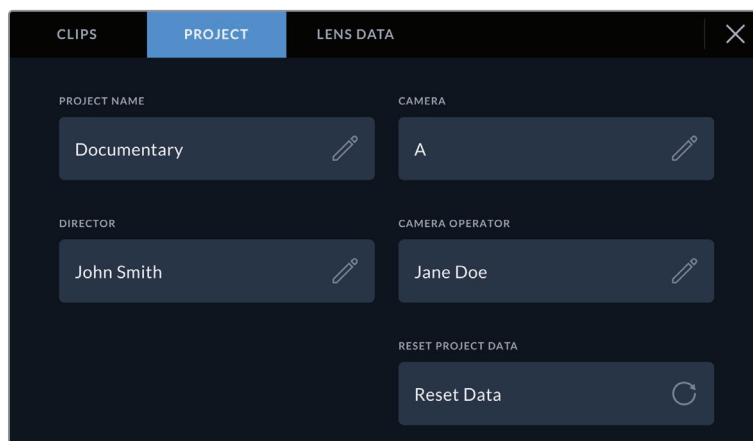 CLIPS PROJECT LENS DATA
PROJECT NAME CAMERA
Documentary A
DIRECTOR CAMERA OPERATOR
John Smith Jane Doe
RESET PROJECT DATA
Reset Data